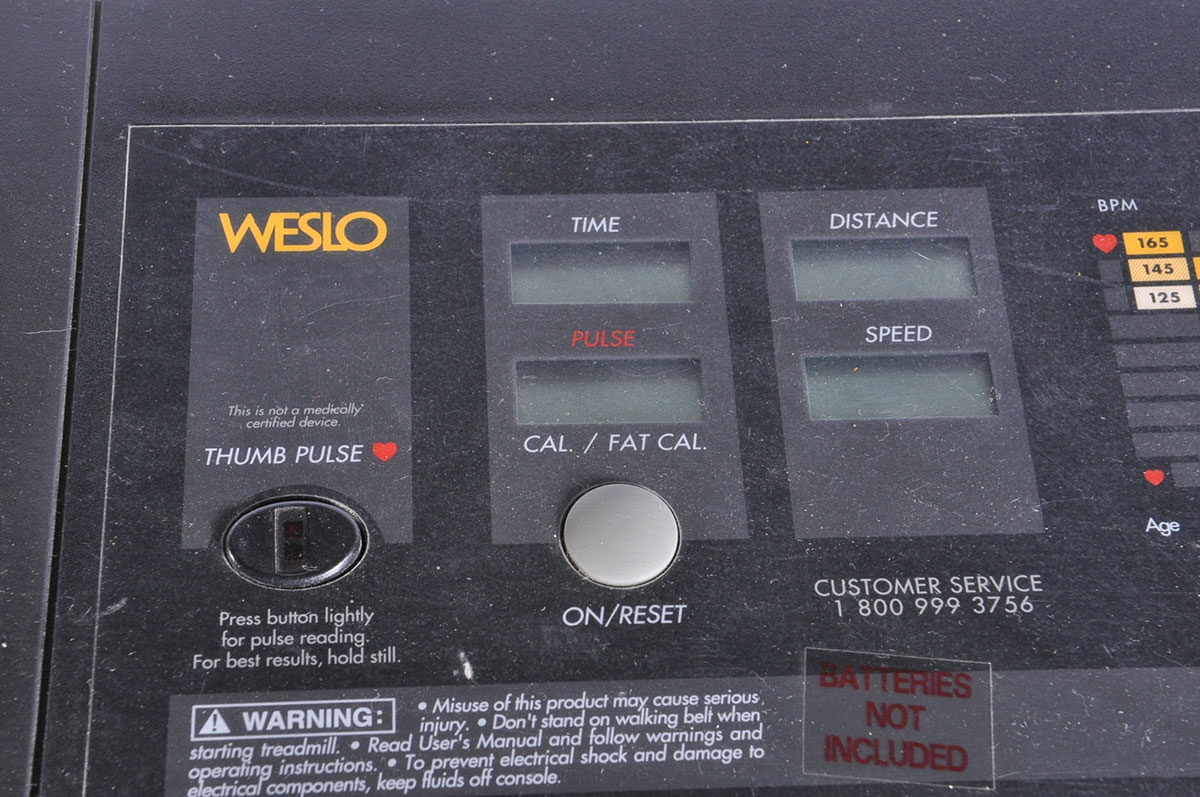 WESLO
This is not a medically
certified device.
THUMB PULSE
Press button lightly
for pulse reading.
For best results, hold still.
TIME
PULSE
CAL. / FAT CAL.
ON/RESET
DISTANCE
SPEED
CUSTOMER SERVICE
1 800 999 3756
BPM
165
145
125
Age
WARNING: • Misuse of this product may cause serious
injury. • Don't stand on walking belt when
starting treadmill. • Read User's Manual and follow warnings and
operating instructions. • To prevent electrical shock and damage to
electrical components, keep fluids off console.
BATTERIES
NOT
INCLUDED